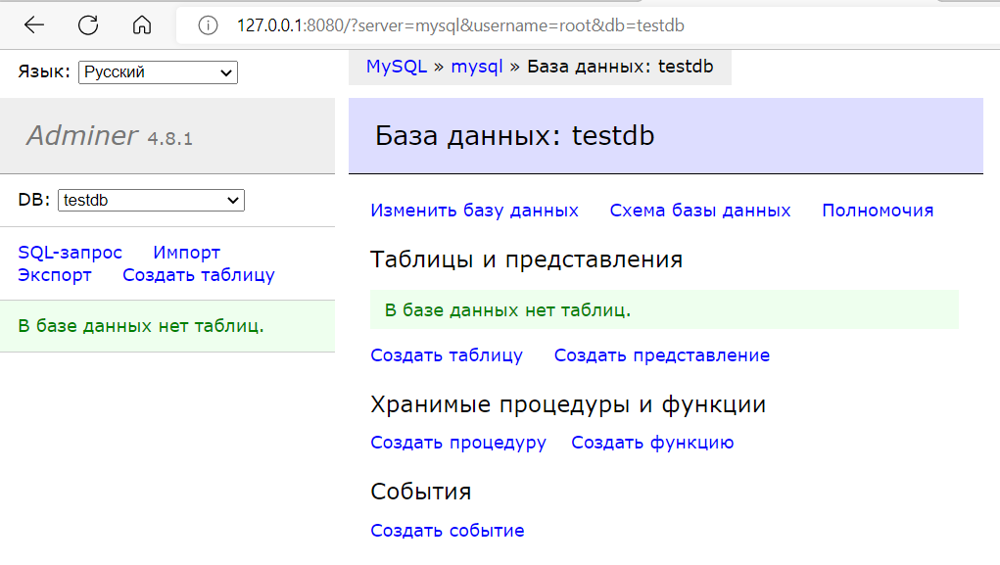 127.0.0.1:8080/?server=mysql&username=root&db=testdb
Язык: Русский
MySQL » mysql » База данных: testdb
Adminer 4.8.1
База данных: testdb
DB: testdb
SQL-запрос Импорт
Экспорт Создать таблицу
В базе данных нет таблиц.
Изменить базу данных Схема базы данных Полномочия
Таблицы и представления
В базе данных нет таблиц.
Создать таблицу Создать представление
Хранимые процедуры и функции
Создать процедуру Создать функцию
События
Создать событие